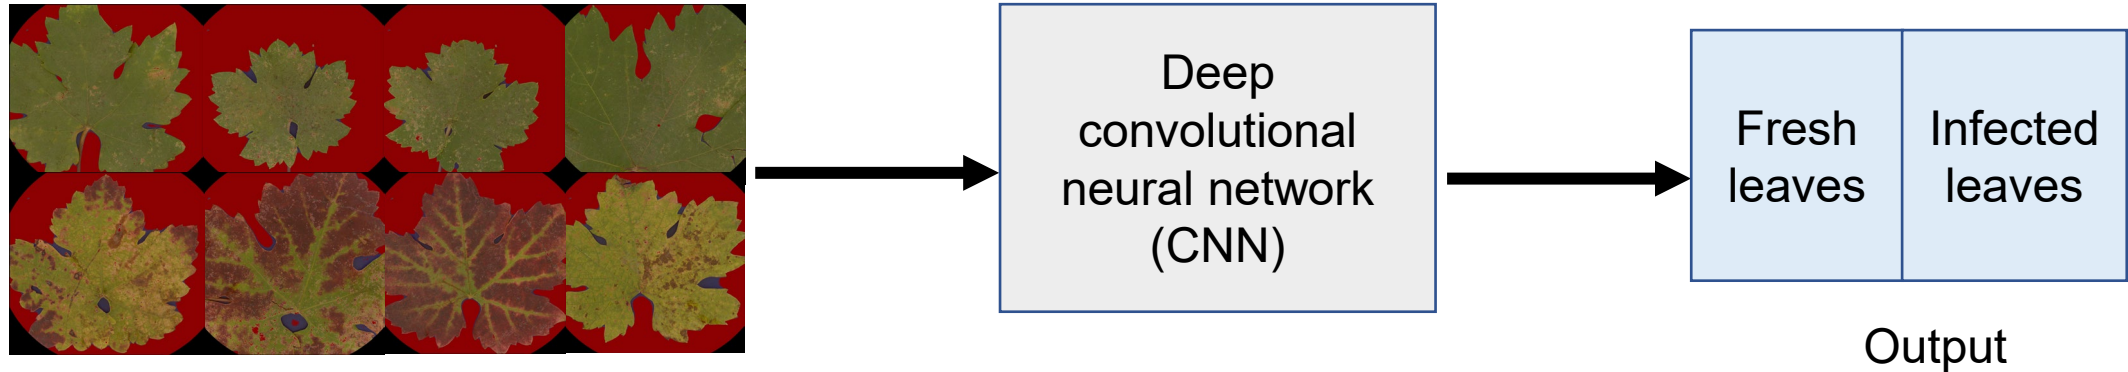 Deep
convolutional
neural network
(CNN)
Fresh
leaves
Infected
leaves
Output